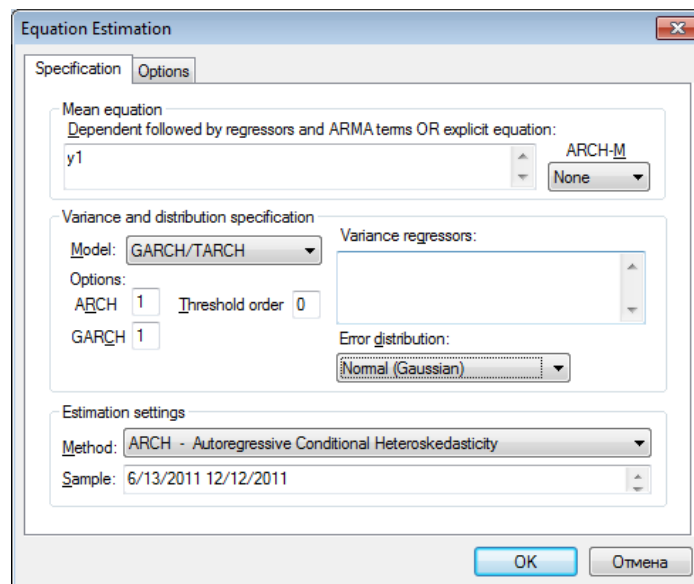 Equation Estimation
Specification Options
Mean equation
Dependent followed by regressors and ARMA terms OR explicit equation:
y1
ARCH-M
None
Variance and distribution specification
Model: GARCH/TARCH
Variance regressors:
Options:
ARCH 1 Threshold order 0
GARCH 1
Error distribution:
Normal (Gaussian)
Estimation settings
Method: ARCH - Autoregressive Conditional Heteroskedasticity
Sample: 6/13/2011 12/12/2011
OK Отмена